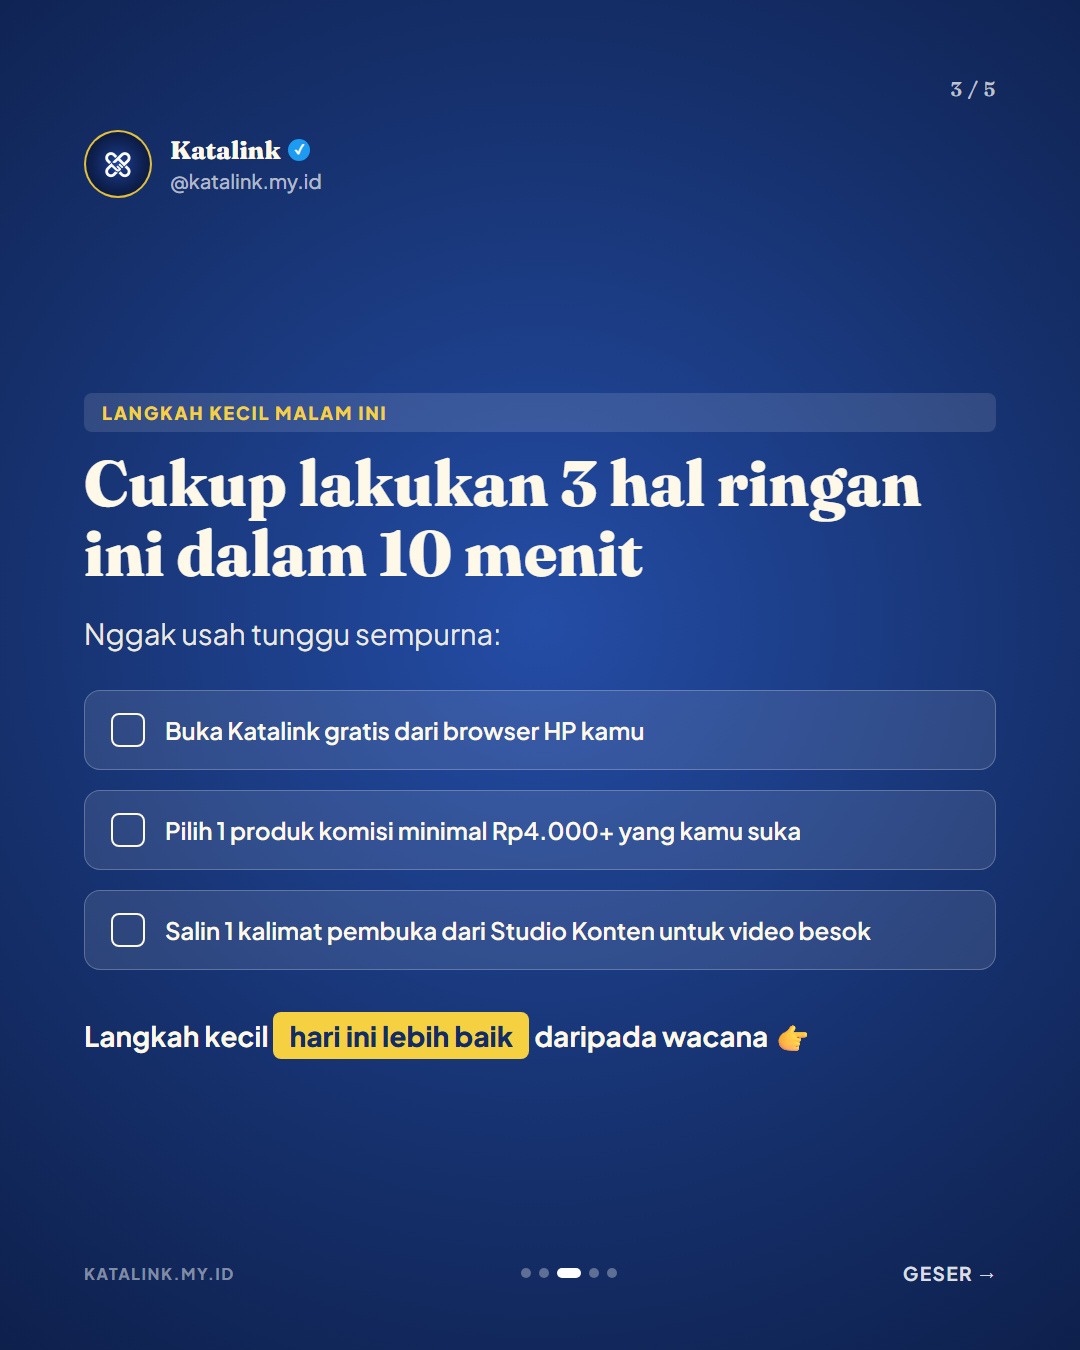 3 / 5
Katalink
@katalink.my.id
LANGKAH KECIL MALAM INI
Cukup lakukan 3 hal ringan
ini dalam 10 menit
Nggak usah tunggu sempurna:
Buka Katalink gratis dari browser HP kamu
Pilih 1 produk komisi minimal Rp4.000+ yang kamu suka
Salin 1 kalimat pembuka dari Studio Konten untuk video besok
Langkah kecil hari ini lebih baik daripada wacana 👉
KATALINK.MY.ID
GESER →